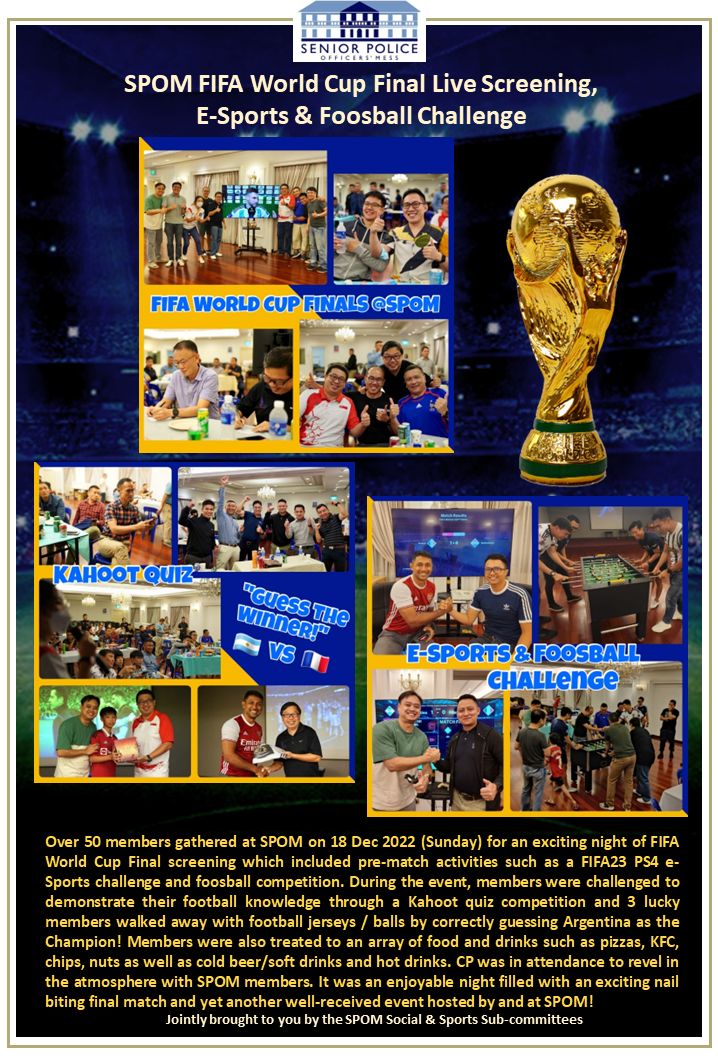 SENIOR POLICE
OFFICERS' MESS
SPOM FIFA World Cup Final Live Screening,
E-Sports & Foosball Challenge
FIFA WORLD CUP FINALS @SPOM
KAHOOT QUIZ
"GUESS THE
WINNER!"
VS
E-SPORTS & FOOSBALL
CHALLENGE
Over 50 members gathered at SPOM on 18 Dec 2022 (Sunday) for an exciting night of FIFA
World Cup Final screening which included pre-match activities such as a FIFA23 PS4 e-
Sports challenge and foosball competition. During the event, members were challenged to
demonstrate their football knowledge through a Kahoot quiz competition and 3 lucky
members walked away with football jerseys / balls by correctly guessing Argentina as the
Champion! Members were also treated to an array of food and drinks such as pizzas, KFC,
chips, nuts as well as cold beer/soft drinks and hot drinks. CP was in attendance to revel in
the atmosphere with SPOM members. It was an enjoyable night filled with an exciting nail
biting final match and yet another well-received event hosted by and at SPOM!
Jointly brought to you by the SPOM Social & Sports Sub-committees